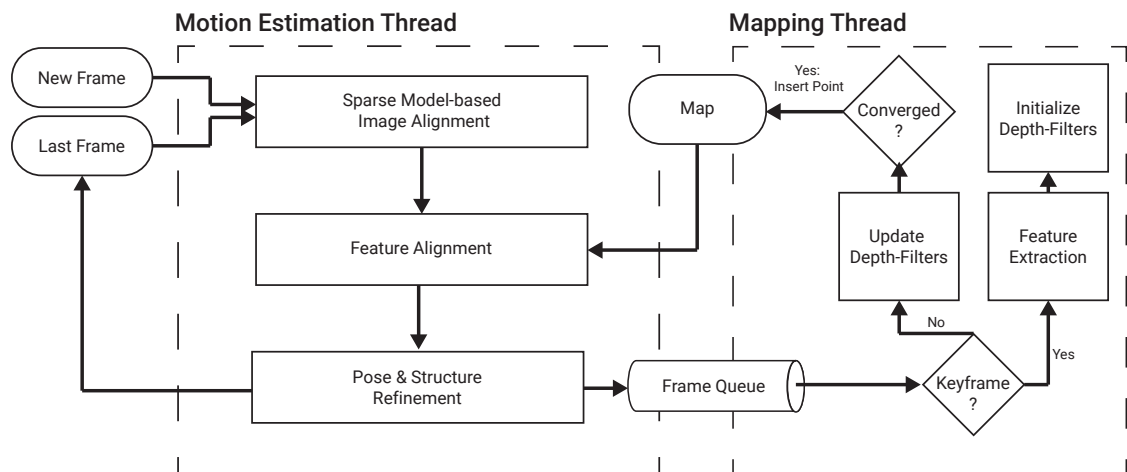 Motion Estimation Thread
Mapping Thread
New Frame
Last Frame
Sparse Model-based
Image Alignment
Feature Alignment
Pose & Structure
Refinement
Map
Yes:
Insert Point
Converged
?
Initialize
Depth-Filters
Update
Depth-Filters
Feature
Extraction
No
Yes
Frame Queue
Keyframe
?